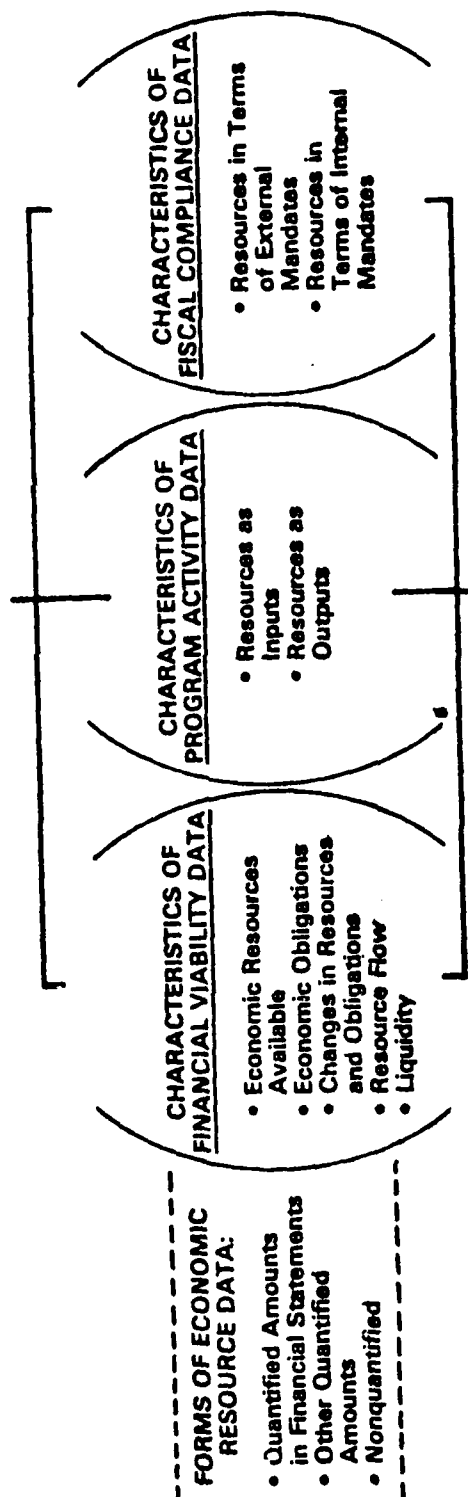 FORMS OF ECONOMIC
RESOURCE DATA:
• Quantified Amounts
in Financial Statements
• Other Quantified
Amounts
• Nonquantified
CHARACTERISTICS OF
FINANCIAL VIABILITY DATA
• Economic Resources
Available
• Economic Obligations
• Changes in Resources
and Obligations
• Resource Flow
• Liquidity
CHARACTERISTICS OF
PROGRAM ACTIVITY DATA
• Resources as
Inputs
• Resources as
Outputs
CHARACTERISTICS OF
FISCAL COMPLIANCE DATA
• Resources in Terms
of External
Mandates
• Resources in
Terms of Internal
Mandates